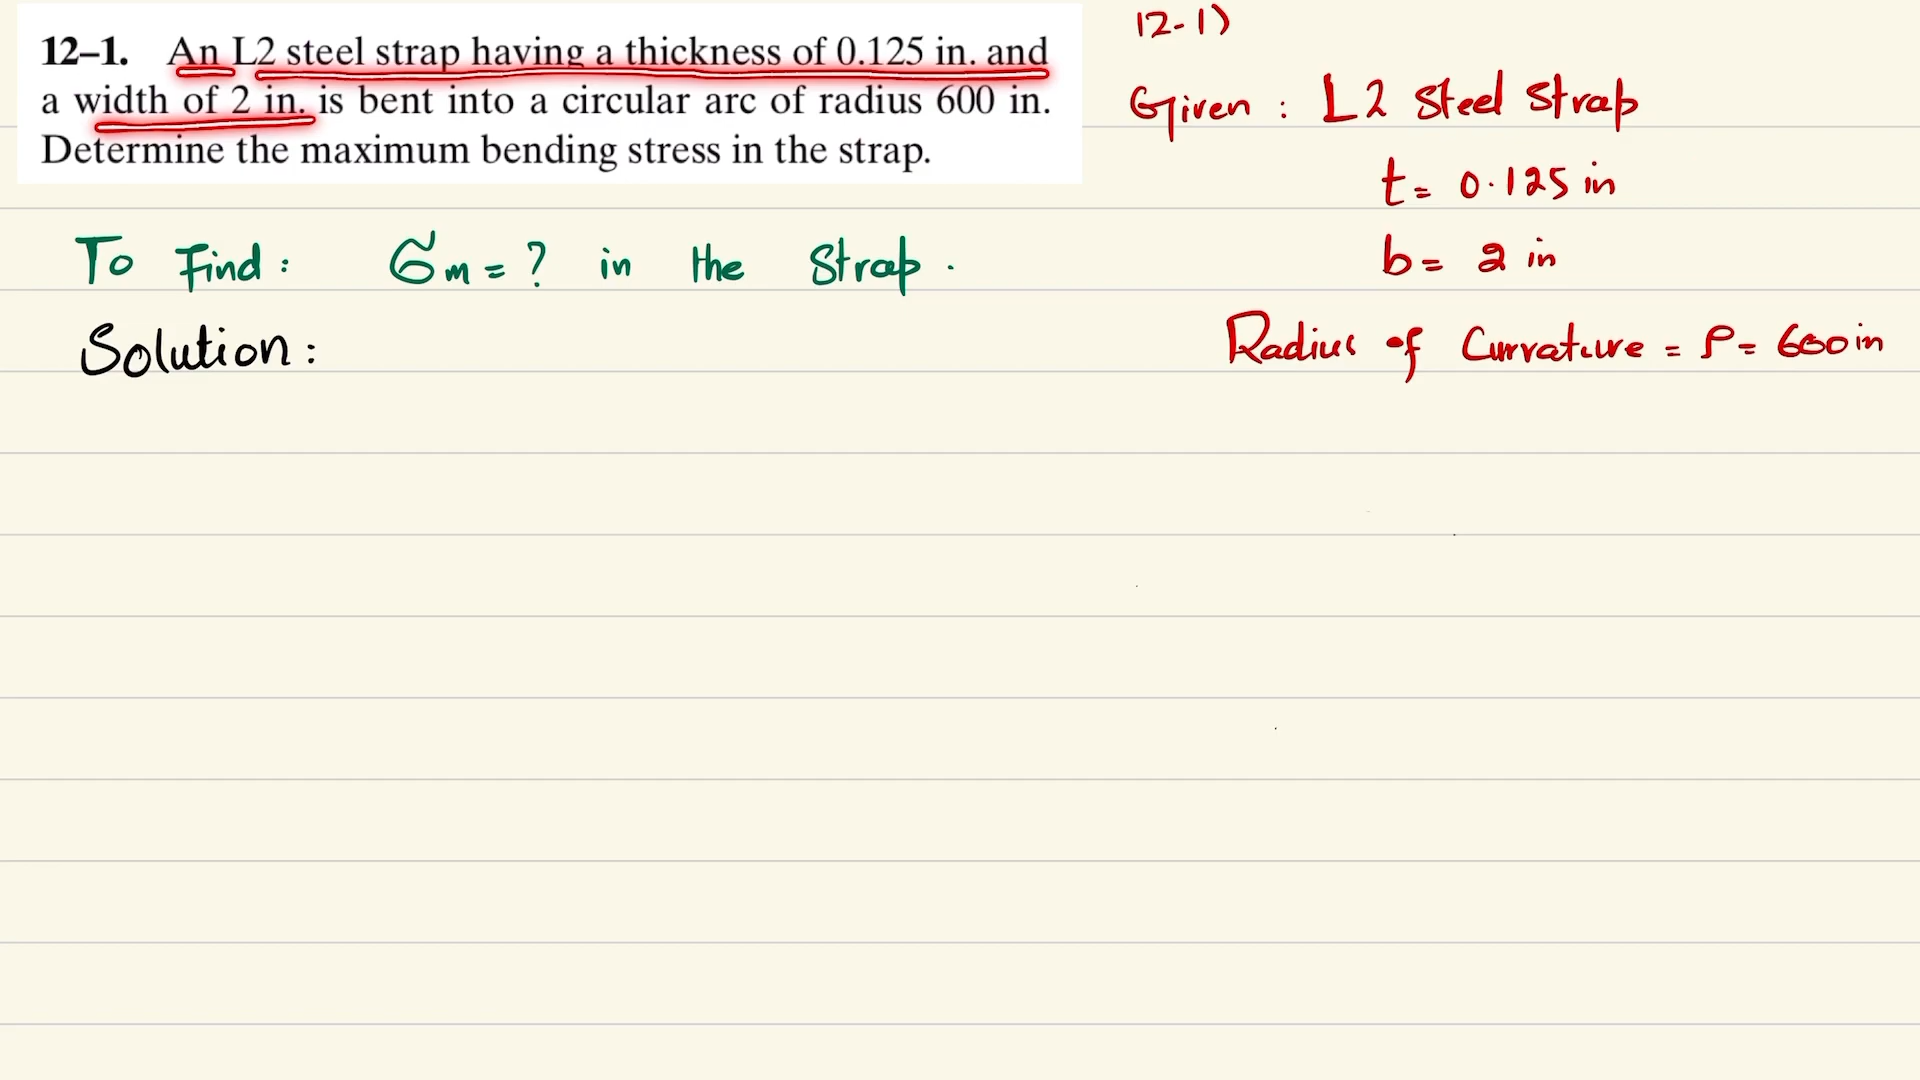 12–1. An L2 steel strap having a thickness of 0.125 in. and
a width of 2 in. is bent into a circular arc of radius 600 in.
Determine the maximum bending stress in the strap.
12-1)
Given : L2 Steel Strap
t = 0.125 in
b = 2 in
Radius of Curvature = ρ = 600 in
To Find : σm = ? in the Strap .
Solution :